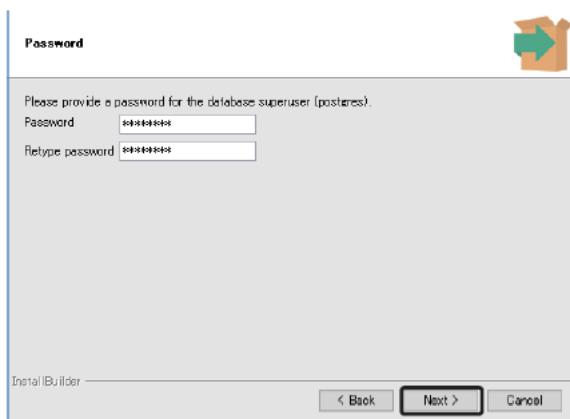 Password
Please provide a password for the database superuser (postgres).
Password ********
Retype password ********
InstallBuilder
< Back Next > Cancel